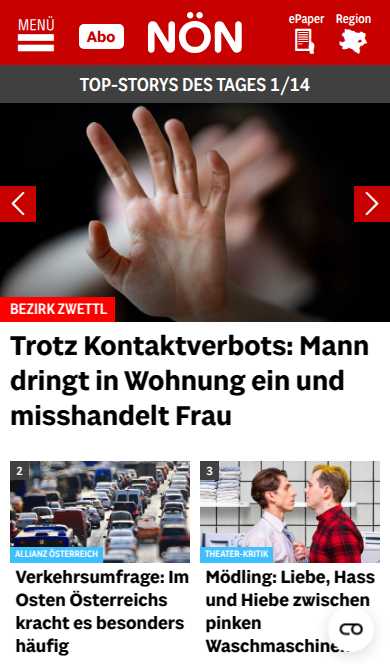 MENÜ
Abo
NÖN
ePaper
Region
TOP-STORYS DES TAGES 1/14
BEZIRK ZWETTL
Trotz Kontaktverbots: Mann
dringt in Wohnung ein und
misshandelt Frau
2
ALLIANZ ÖSTERREICH
Verkehrsumfrage: Im
Osten Österreichs
kracht es besonders
häufig
3
THEATER-KRITIK
Mödling: Liebe, Hass
und Hiebe zwischen
pinken
Waschmaschinen